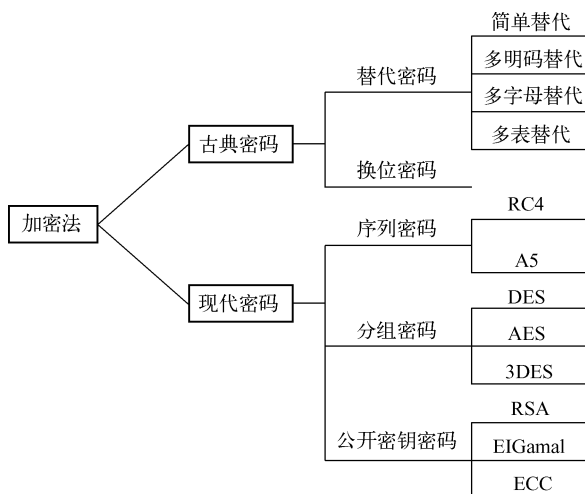 简单替代
多明码替代
替代密码
多字母替代
古典密码
多表替代
换位密码
加密法
RC4
序列密码
A5
现代密码
DES
分组密码
AES
3DES
RSA
公开密钥密码
EIGamal
ECC